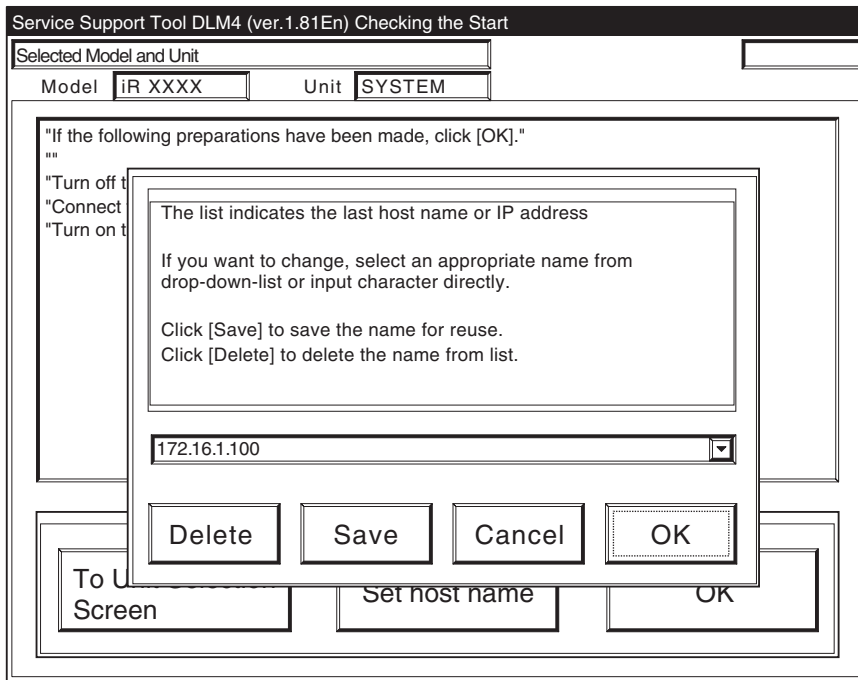 Service Support Tool DLM4 (ver.1.81En) Checking the Start
Selected Model and Unit
Model iR XXXX Unit SYSTEM
"If the following preparations have been made, click [OK]."
""
"Turn off t
"Connect
"Turn on t
The list indicates the last host name or IP address
If you want to change, select an appropriate name from
drop-down-list or input character directly.
Click [Save] to save the name for reuse.
Click [Delete] to delete the name from list.
172.16.1.100
Delete Save Cancel OK
To Unit Selection
Screen
Set host name
OK